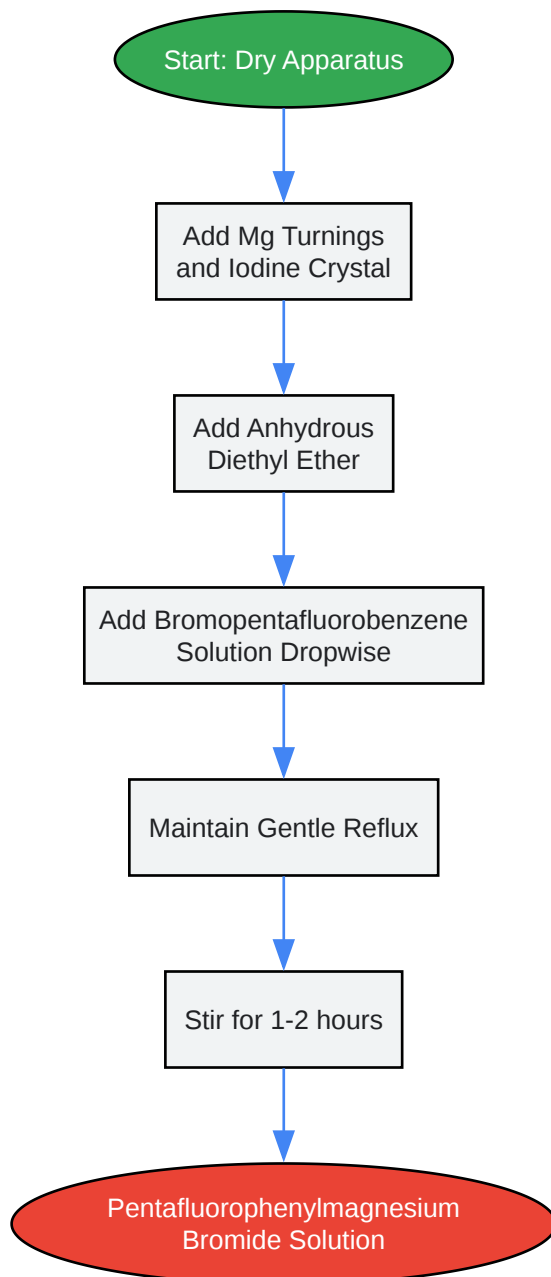 Start: Dry Apparatus
Add Mg Turnings
and Iodine Crystal
Add Anhydrous
Diethyl Ether
Add Bromopentafluorobenzene
Solution Dropwise
Maintain Gentle Reflux
Stir for 1-2 hours
Pentafluorophenylmagnesium
Bromide Solution